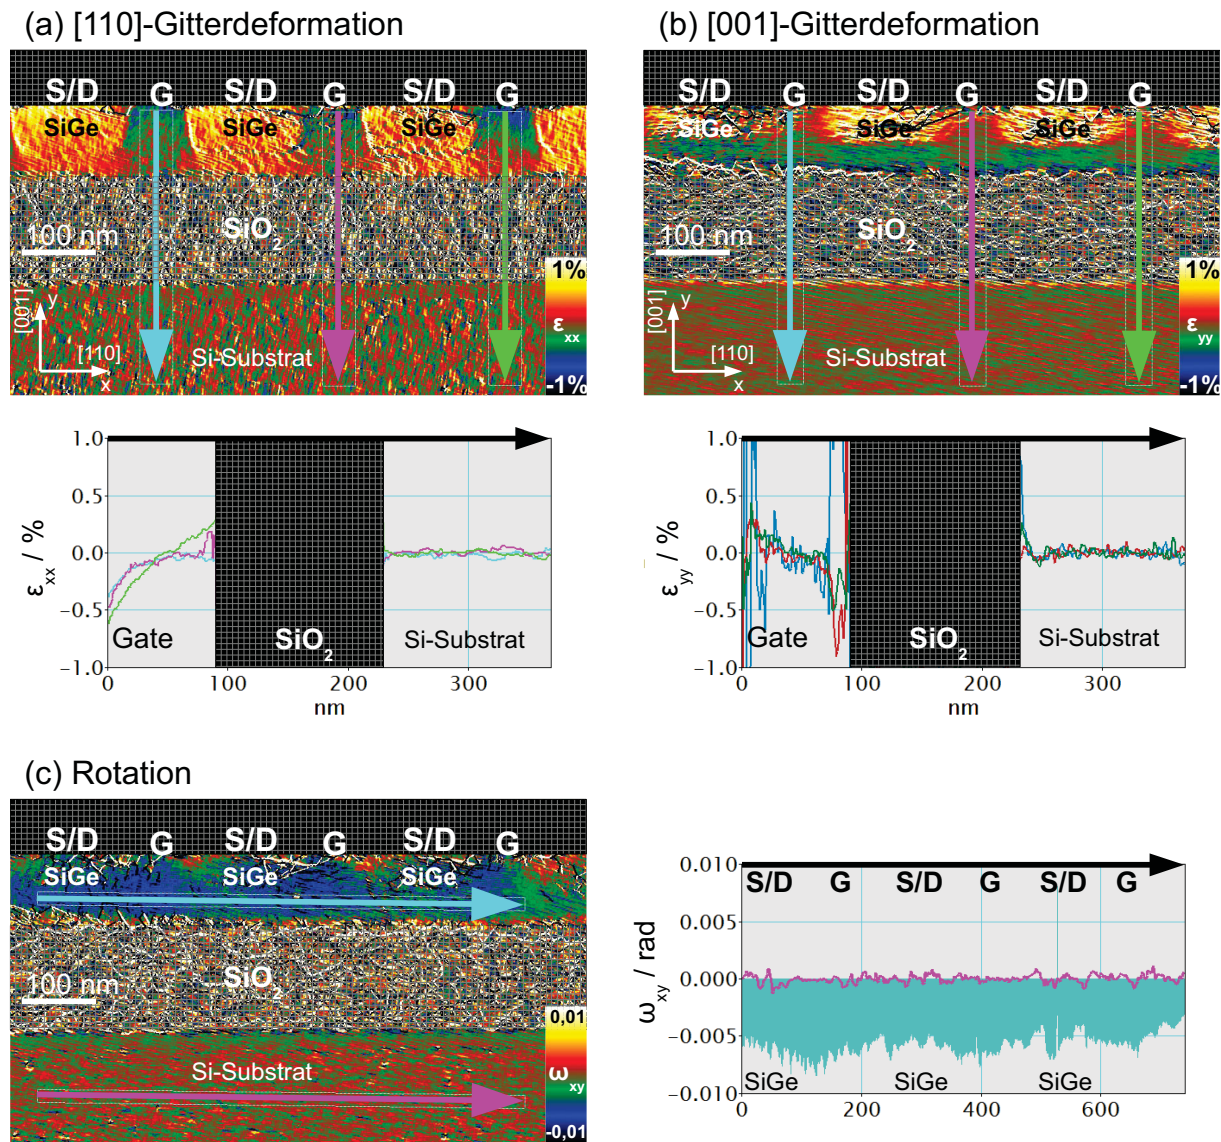 (a) [110]-Gitterdeformation
S/D G S/D G S/D G
SiGe SiGe SiGe
SiO2
100 nm
1%
εxx
-1%
[001] y
[110]
x
Si-Substrat
1.0
0.5
0.0
−0.5
−1.0
εxx / %
Gate SiO2 Si-Substrat
0 100 200 300
nm
(b) [001]-Gitterdeformation
S/D G S/D G S/D G
SiGe SiGe SiGe
SiO2
100 nm
1%
εyy
-1%
[001] y
[110]
x
Si-Substrat
1.0
0.5
0.0
−0.5
−1.0
εyy / %
Gate SiO2 Si-Substrat
0 100 200 300
nm
(c) Rotation
S/D G S/D G S/D G
SiGe SiGe SiGe
SiO2
100 nm
0,01
ωxy
-0,01
Si-Substrat
0.010
0.005
0.000
−0.005
−0.010
ωxy / rad
S/D G S/D G S/D G
SiGe SiGe SiGe
0 200 400 600